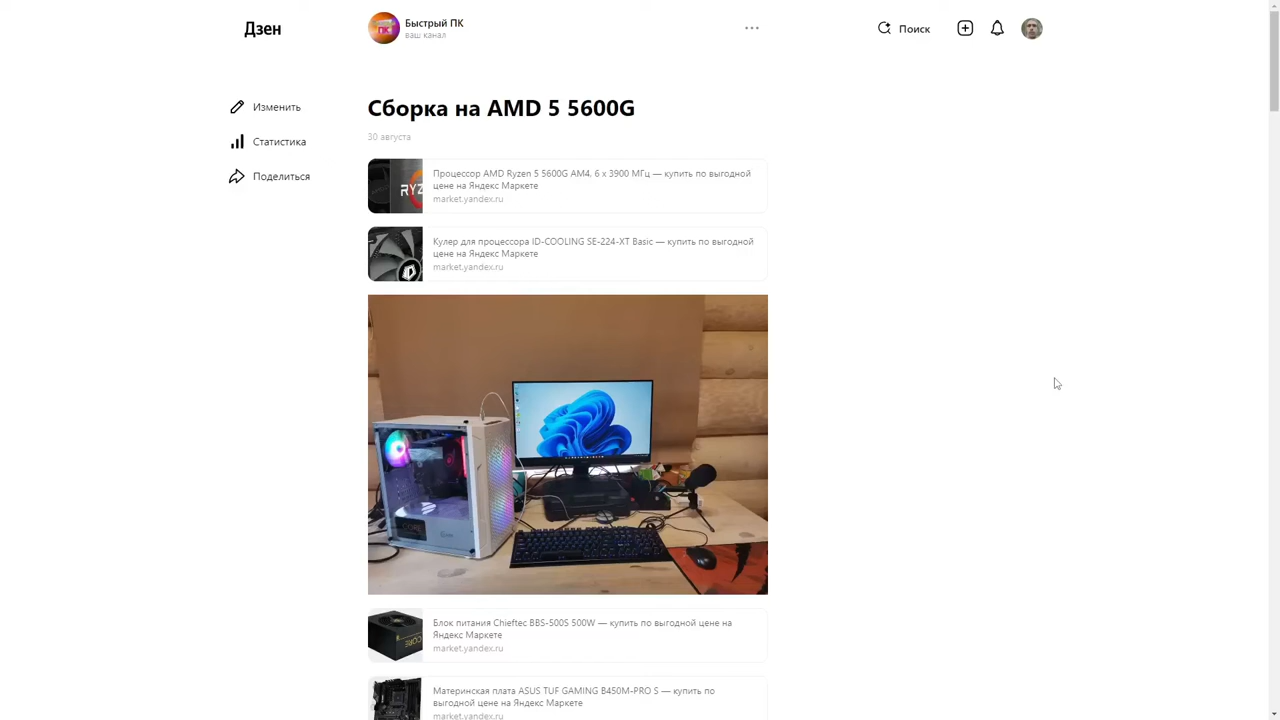 Дзен
Быстрый ПК
ваш канал
Поиск
Изменить
Статистика
Поделиться
Сборка на AMD 5 5600G
30 августа
Процессор AMD Ryzen 5 5600G AM4, 6 x 3900 МГц — купить по выгодной
цене на Яндекс Маркете
market.yandex.ru
Кулер для процессора ID-COOLING SE-224-XT Basic — купить по выгодной
цене на Яндекс Маркете
market.yandex.ru
Блок питания Chieftec BBS-500S 500W — купить по выгодной цене на
Яндекс Маркете
market.yandex.ru
Материнская плата ASUS TUF GAMING B450M-PRO S — купить по
выгодной цене на Яндекс Маркете
market.yandex.ru